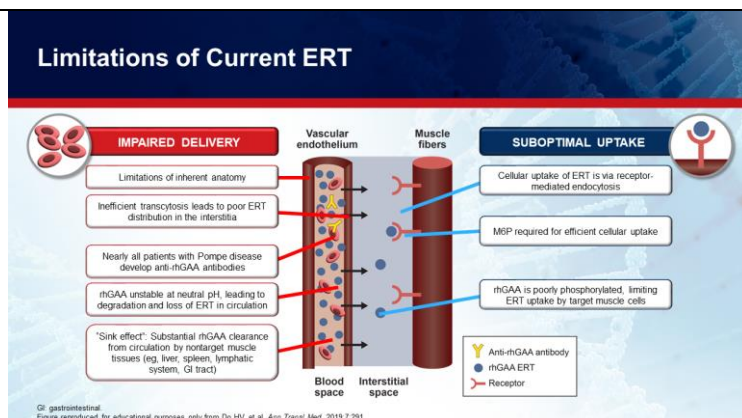 Limitations of Current ERT
IMPAIRED DELIVERY
Limitations of inherent anatomy
Inefficient transcytosis leads to poor ERT
distribution in the interstitia
Nearly all patients with Pompe disease
develop anti-rhGAA antibodies
rhGAA unstable at neutral pH, leading to
degradation and loss of ERT in circulation
"Sink effect": Substantial rhGAA clearance
from circulation by nontarget muscle
tissues (eg, liver, spleen, lymphatic
system, GI tract)
Vascular
endothelium
Muscle
fibers
Blood
space
Interstitial
space
SUBOPTIMAL UPTAKE
Cellular uptake of ERT is via receptor-
mediated endocytosis
M6P required for efficient cellular uptake
rhGAA is poorly phosphorylated, limiting
ERT uptake by target muscle cells
Anti-rhGAA antibody
rhGAA ERT
Receptor
GI: gastrointestinal.
Figure reproduced for educational purposes only from Do HV, et al. Ann Transl Med. 2019;7:291.